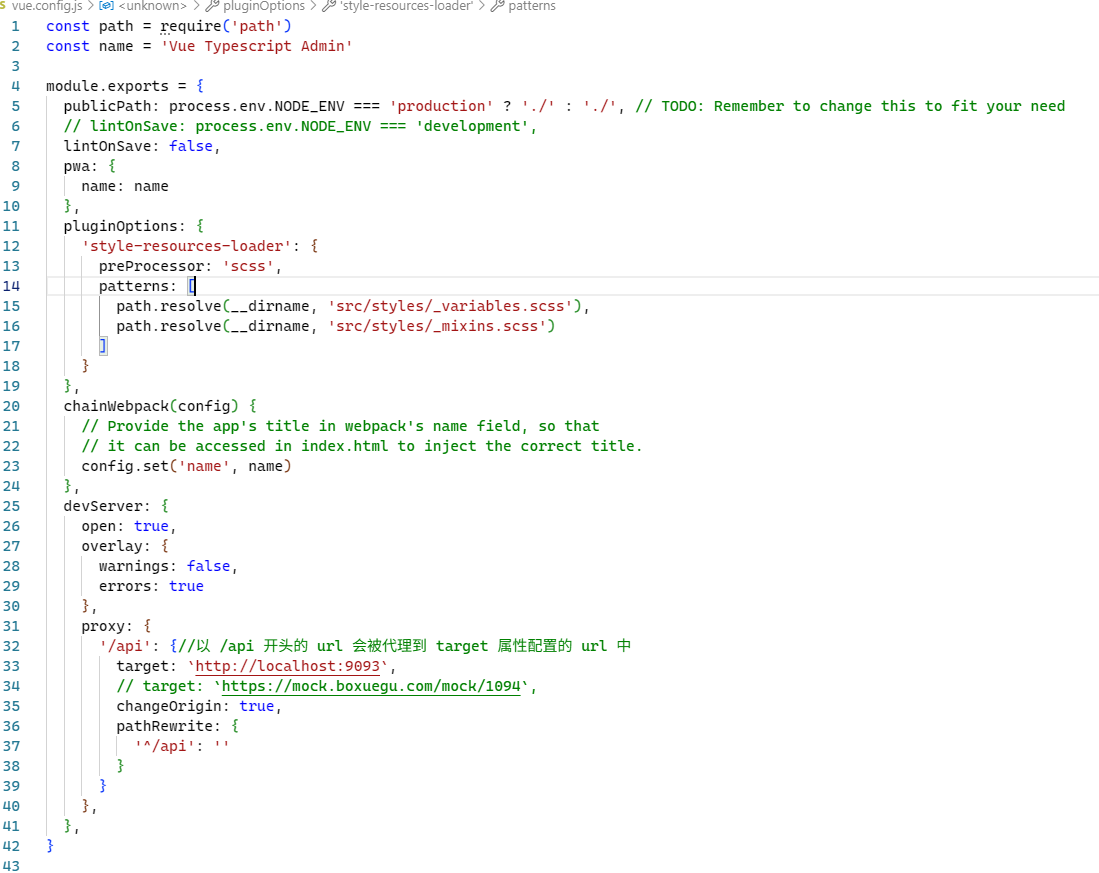 vue.config.js > <unknown> > pluginOptions > 'style-resources-loader' > patterns
1 const path = require('path')
2 const name = 'Vue Typescript Admin'
3
4 module.exports = {
5 publicPath: process.env.NODE_ENV === 'production' ? './' : './', // TODO: Remember to change this to fit your need
6 // lintOnSave: process.env.NODE_ENV === 'development',
7 lintOnSave: false,
8 pwa: {
9 name: name
10 },
11 pluginOptions: {
12 'style-resources-loader': {
13 preProcessor: 'scss',
14 patterns: [
15 path.resolve(__dirname, 'src/styles/_variables.scss'),
16 path.resolve(__dirname, 'src/styles/_mixins.scss')
17 ]
18 }
19 },
20 chainWebpack(config) {
21 // Provide the app's title in webpack's name field, so that
22 // it can be accessed in index.html to inject the correct title.
23 config.set('name', name)
24 },
25 devServer: {
26 open: true,
27 overlay: {
28 warnings: false,
29 errors: true
30 },
31 proxy: {
32 '/api': {//以 /api 开头的 url 会被代理到 target 属性配置的 url 中
33 target: `http://localhost:9093`,
34 // target: `https://mock.boxuegu.com/mock/1094`,
35 changeOrigin: true,
36 pathRewrite: {
37 '^/api': ''
38 }
39 }
40 },
41 },
42 }
43